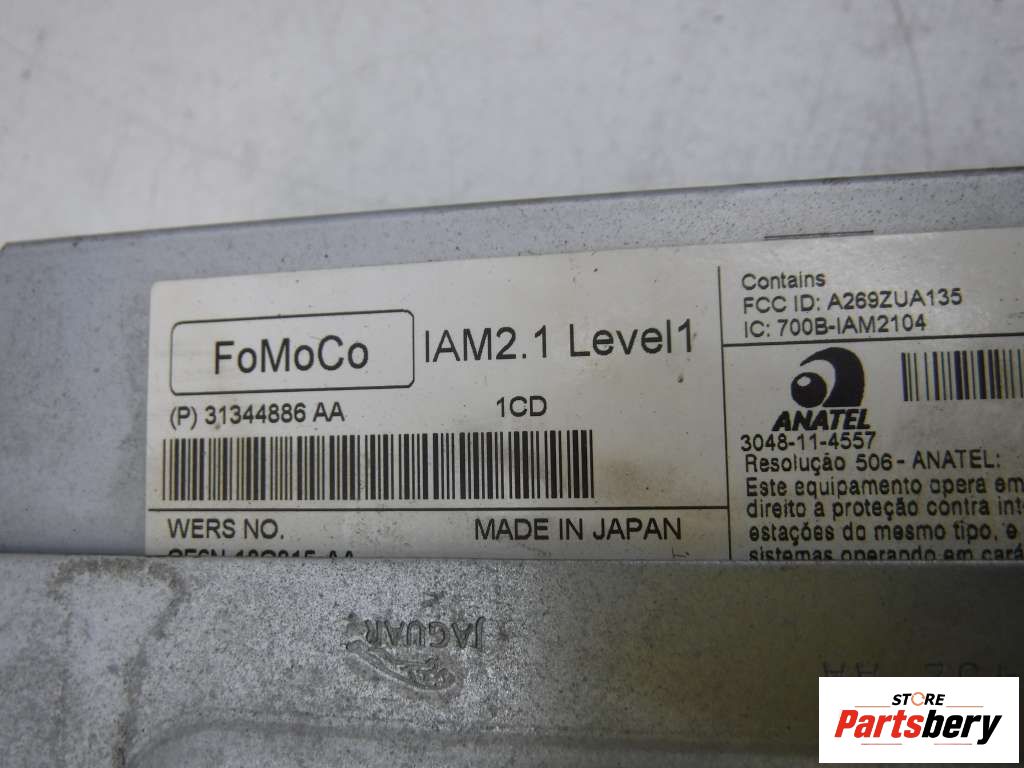 FoMoCo
IAM2.1 Level1
(P) 31344886 AA
1CD
WERS NO.
MADE IN JAPAN
Contains
FCC ID: A269ZUA135
IC: 700B-IAM2104
ANATEL
3048-11-4557
Resolução 506 - ANATEL:
Este equipamento opera em
direito à proteção contra
estações do mesmo tipo, e
sistemas operando em
JAGUAR
AA
STORE
Partsbery